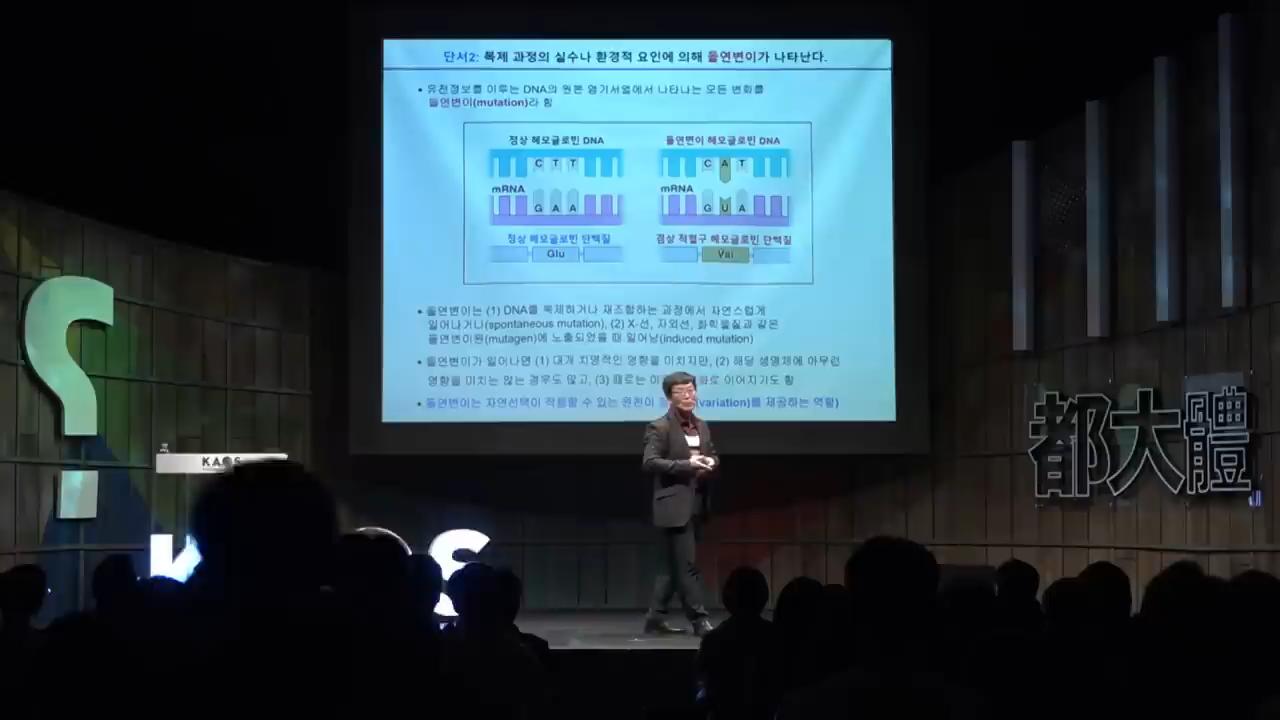 단서2: 복제 과정의 실수나 환경적 요인에 의해 돌연변이가 나타난다.
• 유전정보를 이루는 DNA의 원본 염기서열에서 나타나는 모든 변화를
돌연변이(mutation)라 함
정상 헤모글로빈 DNA
돌연변이 헤모글로빈 DNA
C T T
C A T
mRNA
mRNA
G A A
G U A
정상 헤모글로빈 단백질
겸상 적혈구 헤모글로빈 단백질
Glu
Val
• 돌연변이는 (1) DNA를 복제하거나 재조합하는 과정에서 자연스럽게
일어나거나(spontaneous mutation), (2) X-선, 자외선, 화학물질과 같은
돌연변이원(mutagen)에 노출되었을 때 일어남(induced mutation)
• 돌연변이가 일어나면 (1) 대개 치명적인 영향을 미치지만, (2) 해당 생명체에 아무런
영향을 미치는 않는 경우도 많고, (3) 때로는 이어지기도 함
• 돌연변이는 자연선택이 작용할 수 있는 원천이 (variation)를 제공하는 역할)
KAOS
都大體